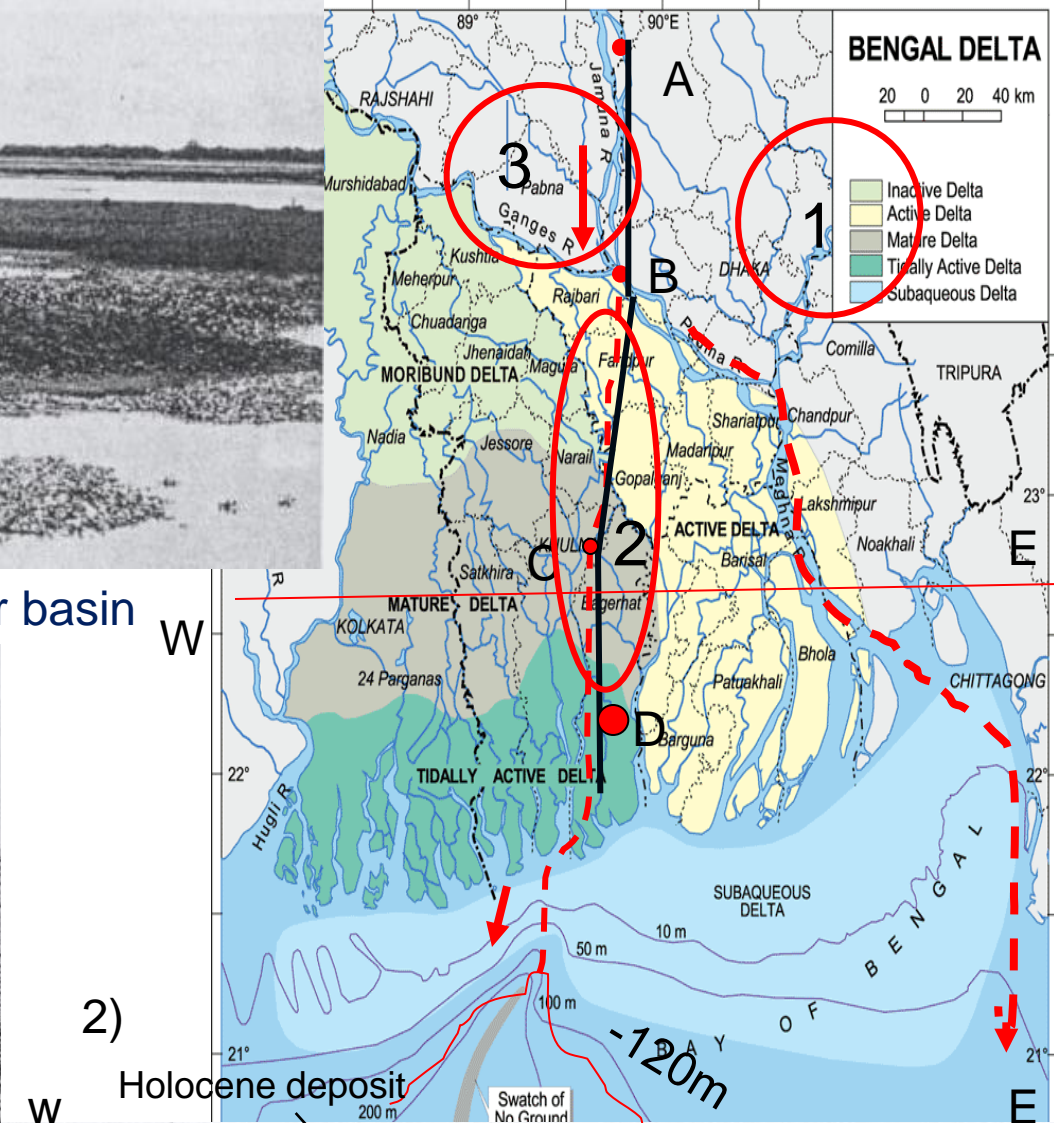 89°
90°E
BENGAL DELTA
20 0 20 40 km
Inactive Delta
Active Delta
Mature Delta
Tidally Active Delta
Subaqueous Delta
Jamuna R
A
RAJSHAHI
3
1
Murshidabad
Pabna
Ganges R
Kushtia
DHAKA
B
Meherpur
Rajbari
Chuadanga
Padma R
Comilla
Jhenaidah
Magura
Faridpur
MORIBUND DELTA
TRIPURA
Shariatpur
Chandpur
Nadia
Jessore
Narail
Madaripur
Gopalganj
Meghna R
Lakshmipur
23°
ACTIVE DELTA
Noakhali
E
KHULNA
2
C
Satkhira
Barisal
R
r basin
MATURE DELTA
Bagerhat
W
KOLKATA
Bhola
24 Parganas
Patuakhali
CHITTAGONG
D
Barguna
22°
TIDALLY ACTIVE DELTA
22°
Hugli R
SUBAQUEOUS
DELTA
10 m
50 m
BAY OF BENGAL
100 m
2)
-120m
21°
21°
Holocene deposit
200 m
W
Swatch of
No Ground
E